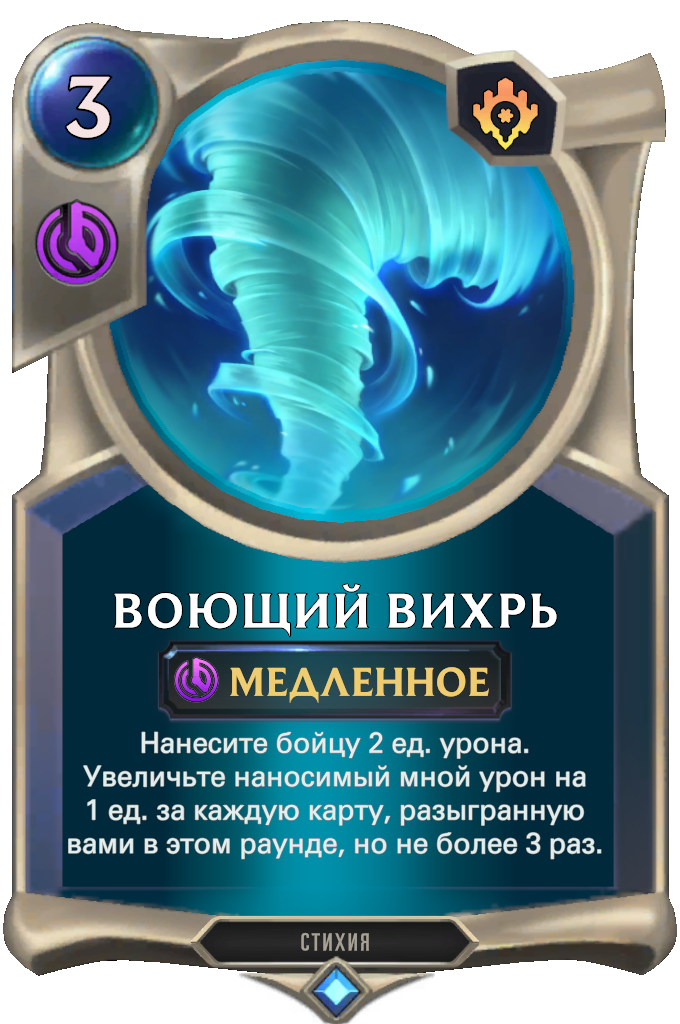 3
ВОЮЩИЙ ВИХРЬ
МЕДЛЕННОЕ
Нанесите бойцу 2 ед. урона.
Увеличьте наносимый мной урон на
1 ед. за каждую карту, разыгранную
вами в этом раунде, но не более 3 раз.
СТИХИЯ